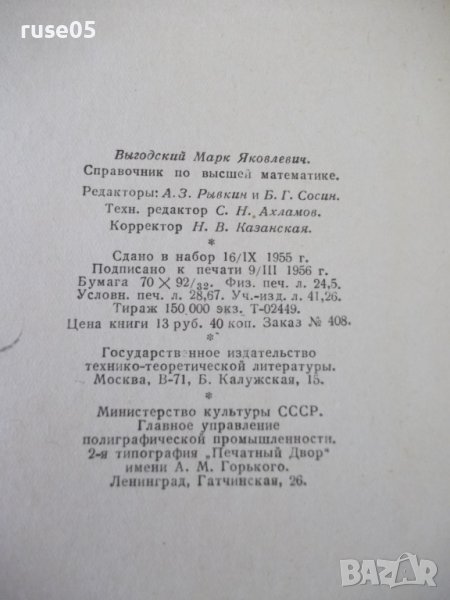 ruse05
Выгодский Марк Яковлевич.
Справочник по высшей математике.
Редакторы: А. З. Рывкин и Б. Г. Сосин.
Техн. редактор С. Н. Ахламов.
Корректор Н. В. Казанская.
*
Сдано в набор 16/IX 1955 г.
Подписано к печати 9/III 1956 г.
Бумага 70 × 92/32. Физ. печ. л. 24,5.
Условн. печ. л. 28,67. Уч.-изд. л. 41,26.
Тираж 150 000 экз. Т-02449.
Цена книги 13 руб. 40 коп. Заказ № 408.
*
Государственное издательство
технико-теоретической литературы.
Москва, В-71, Б. Калужская, 15.
*
Министерство культуры СССР.
Главное управление
полиграфической промышленности.
2-я типография „Печатный Двор“
имени А. М. Горького.
Ленинград, Гатчинская, 26.
bazar